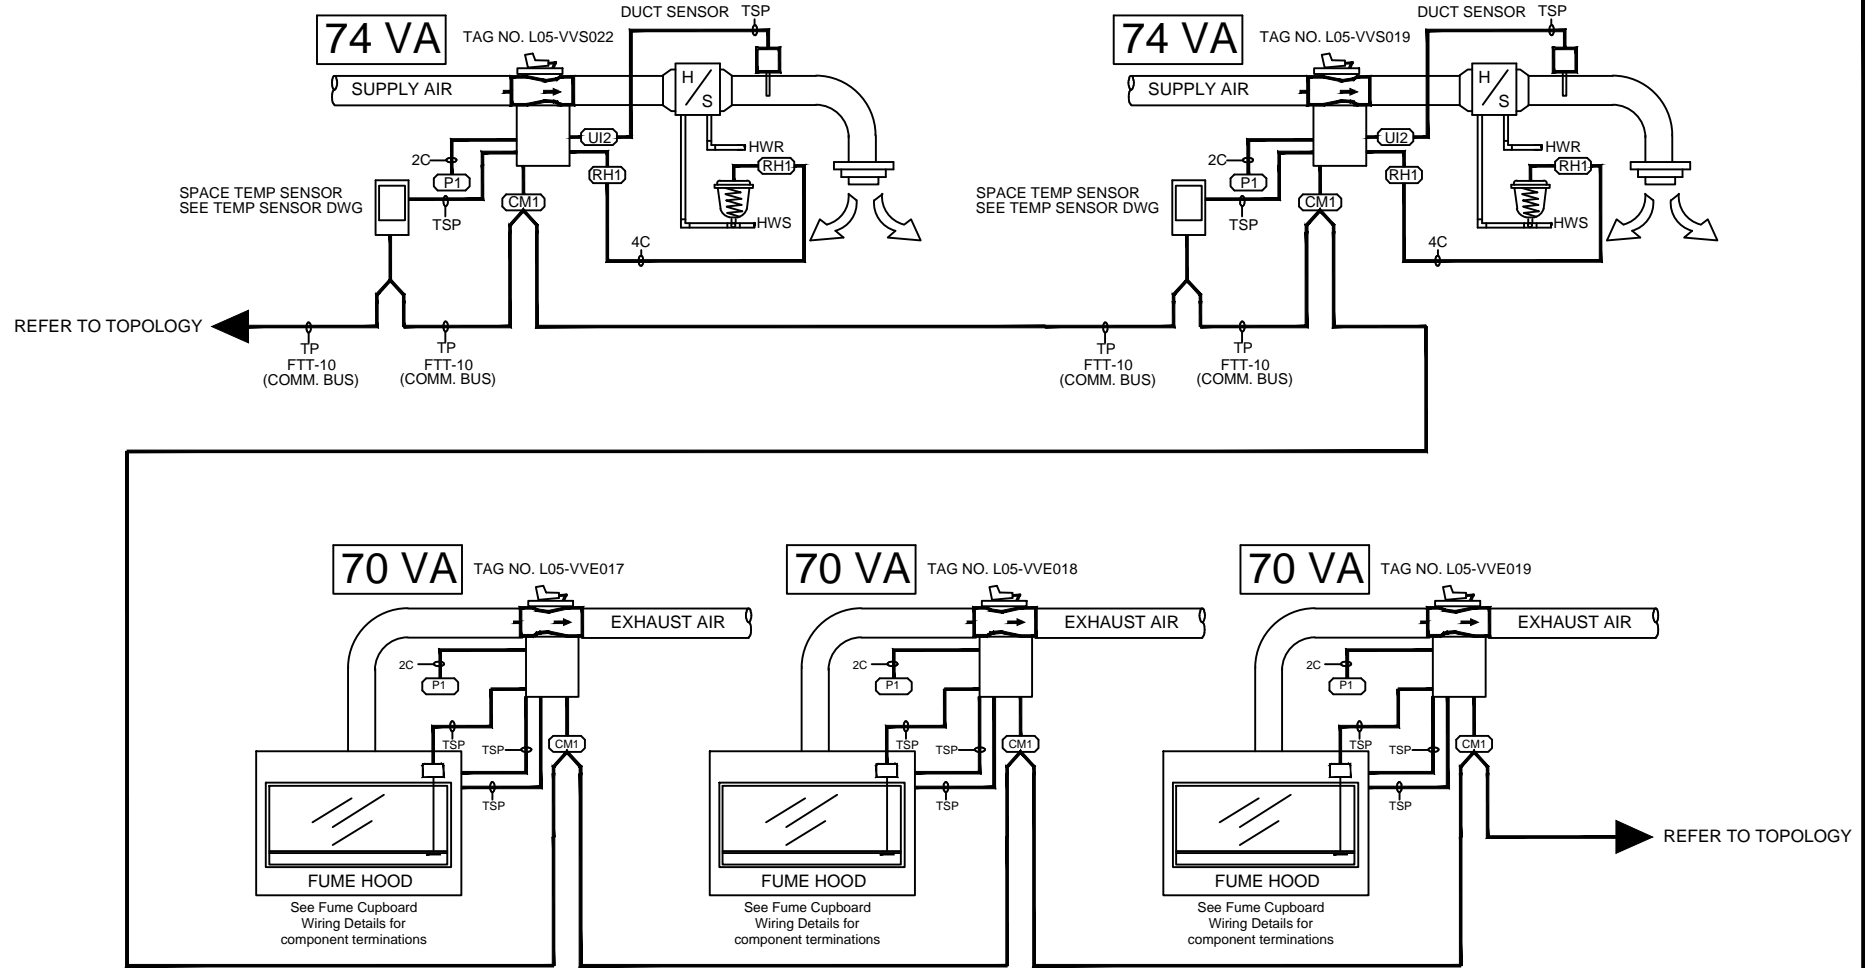 DUCT SENSOR TSP
74 VA
TAG NO. L05-VVS022
SUPPLY AIR
H/S
UI2
HWR
2C
RH1
RH1
P1
SPACE TEMP SENSOR
SEE TEMP SENSOR DWG
CM1
TSP
HWS
4C
REFER TO TOPOLOGY
TP
FTT-10
(COMM. BUS)
TP
FTT-10
(COMM. BUS)
DUCT SENSOR TSP
74 VA
TAG NO. L05-VVS019
SUPPLY AIR
H/S
UI2
HWR
2C
RH1
RH1
P1
SPACE TEMP SENSOR
SEE TEMP SENSOR DWG
CM1
TSP
HWS
4C
TP
FTT-10
(COMM. BUS)
TP
FTT-10
(COMM. BUS)
70 VA
TAG NO. L05-VVE017
EXHAUST AIR
2C
P1
TSP
TSP
CM1
TSP
FUME HOOD
See Fume Cupboard
Wiring Details for
component terminations
70 VA
TAG NO. L05-VVE018
EXHAUST AIR
2C
P1
TSP
TSP
CM1
TSP
FUME HOOD
See Fume Cupboard
Wiring Details for
component terminations
70 VA
TAG NO. L05-VVE019
EXHAUST AIR
2C
P1
TSP
TSP
CM1
TSP
FUME HOOD
See Fume Cupboard
Wiring Details for
component terminations
REFER TO TOPOLOGY